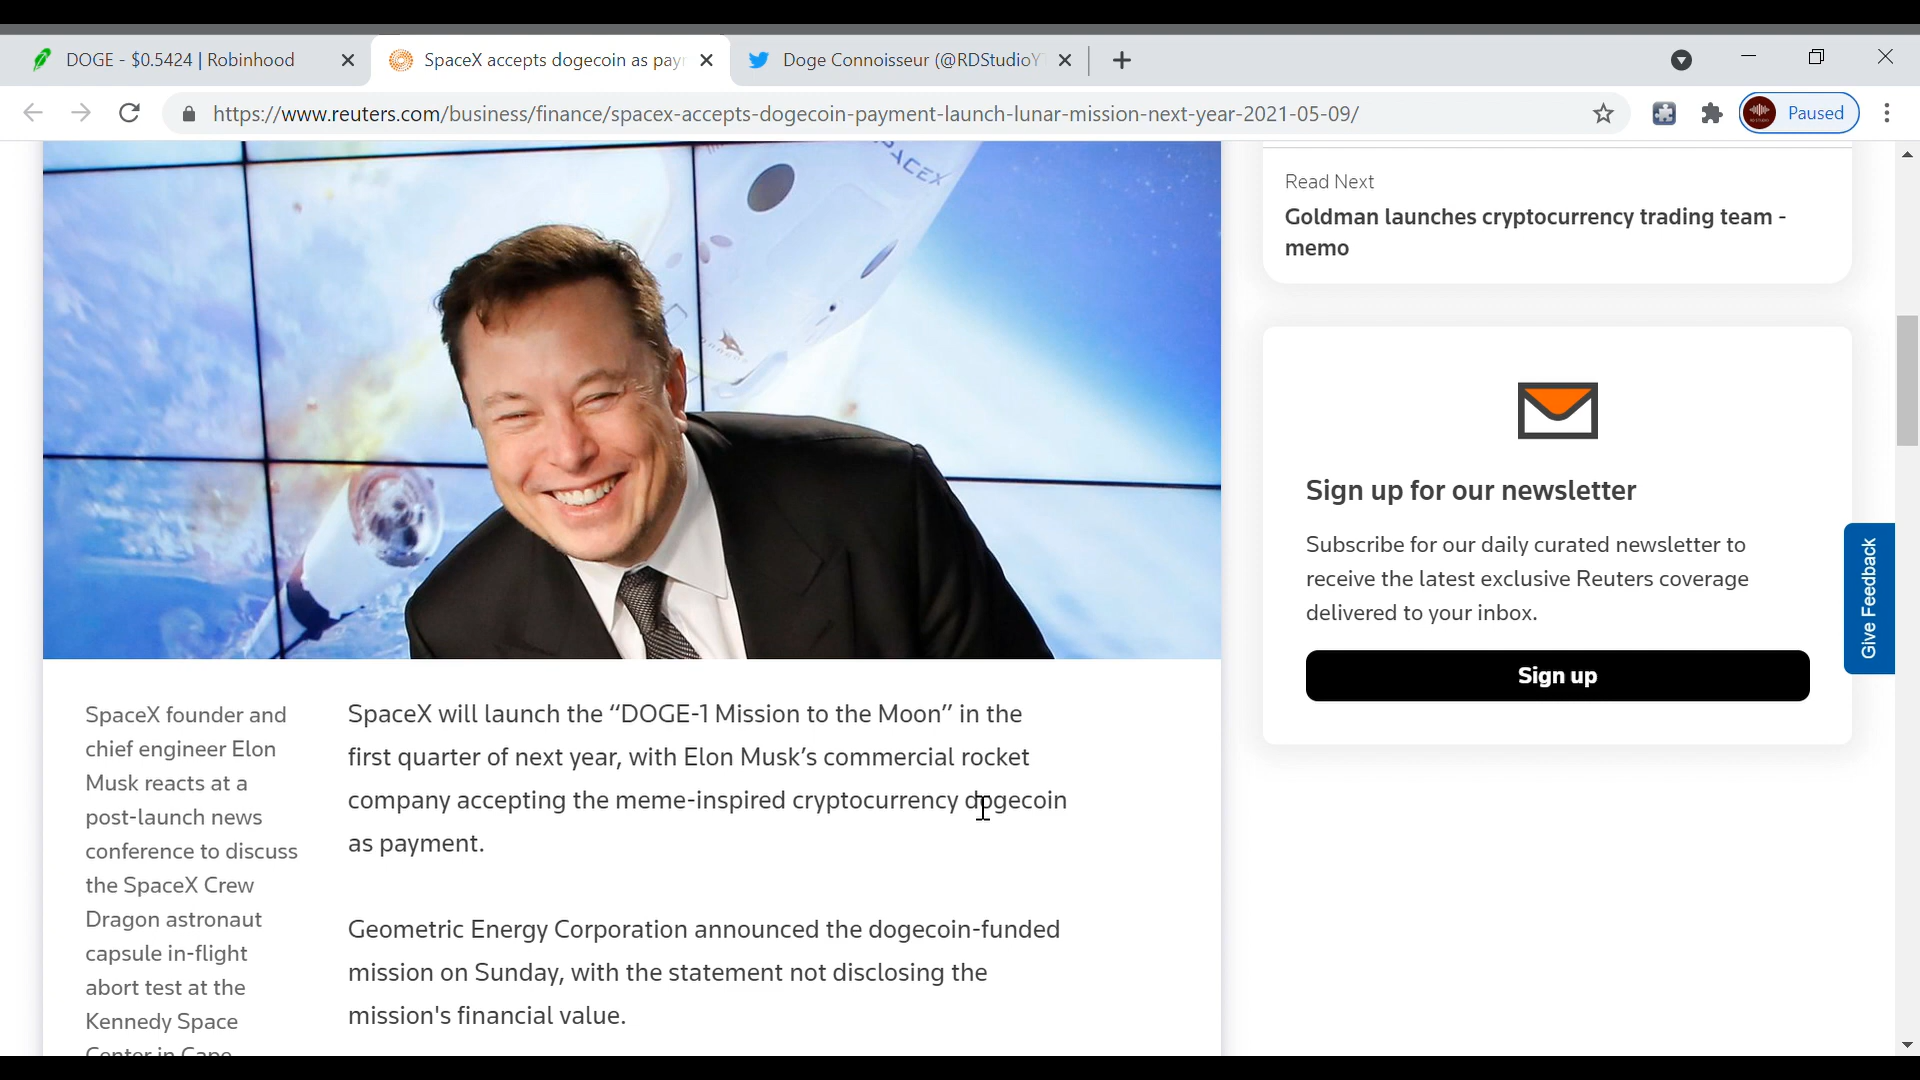 DOGE - $0.5424 | Robinhood
SpaceX accepts dogecoin as pay
Doge Connoisseur (@RDStudioY
https://www.reuters.com/business/finance/spacex-accepts-dogecoin-payment-launch-lunar-mission-next-year-2021-05-09/
Paused
SPACEX
Read Next
Goldman launches cryptocurrency trading team -
memo
Sign up for our newsletter
Subscribe for our daily curated newsletter to
receive the latest exclusive Reuters coverage
delivered to your inbox.
Sign up
Give Feedback
SpaceX founder and
chief engineer Elon
Musk reacts at a
post-launch news
conference to discuss
the SpaceX Crew
Dragon astronaut
capsule in-flight
abort test at the
Kennedy Space
Center in Cape
SpaceX will launch the “DOGE-1 Mission to the Moon” in the
first quarter of next year, with Elon Musk’s commercial rocket
company accepting the meme-inspired cryptocurrency dogecoin
as payment.
Geometric Energy Corporation announced the dogecoin-funded
mission on Sunday, with the statement not disclosing the
mission's financial value.